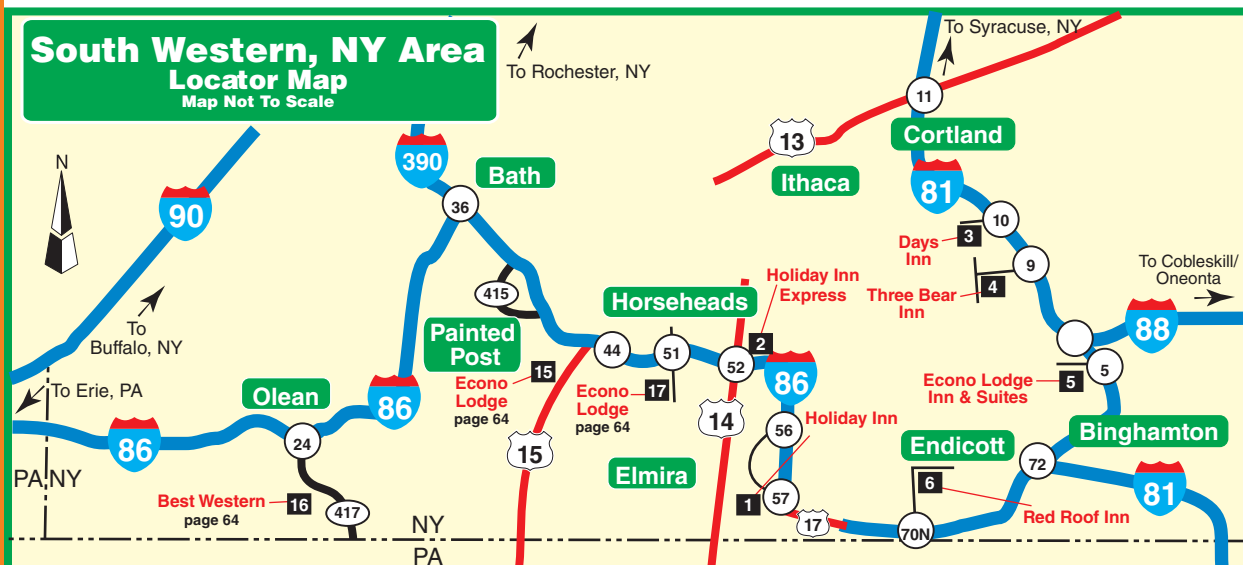 South Western, NY Area
Locator Map
Map Not To Scale
To Rochester, NY
To Syracuse, NY
N
90
390
Bath
36
13
Ithaca
11
Cortland
81
10
Days
Inn
3
9
Three Bear
Inn
4
To Cobleskill/
Oneonta
88
To
Buffalo, NY
415
Painted
Post
Horseheads
Holiday Inn
Express
2
44
51
52
86
5
Econo Lodge
Inn & Suites
5
To Erie, PA
Olean
86
Econo
Lodge
page 64
15
Econo
Lodge
page 64
17
14
Holiday Inn
86
24
15
Elmira
56
Endicott
Binghamton
72
PA
NY
Best Western
page 64
16
417
1
57
17
6
Red Roof Inn
81
70N
NY
PA